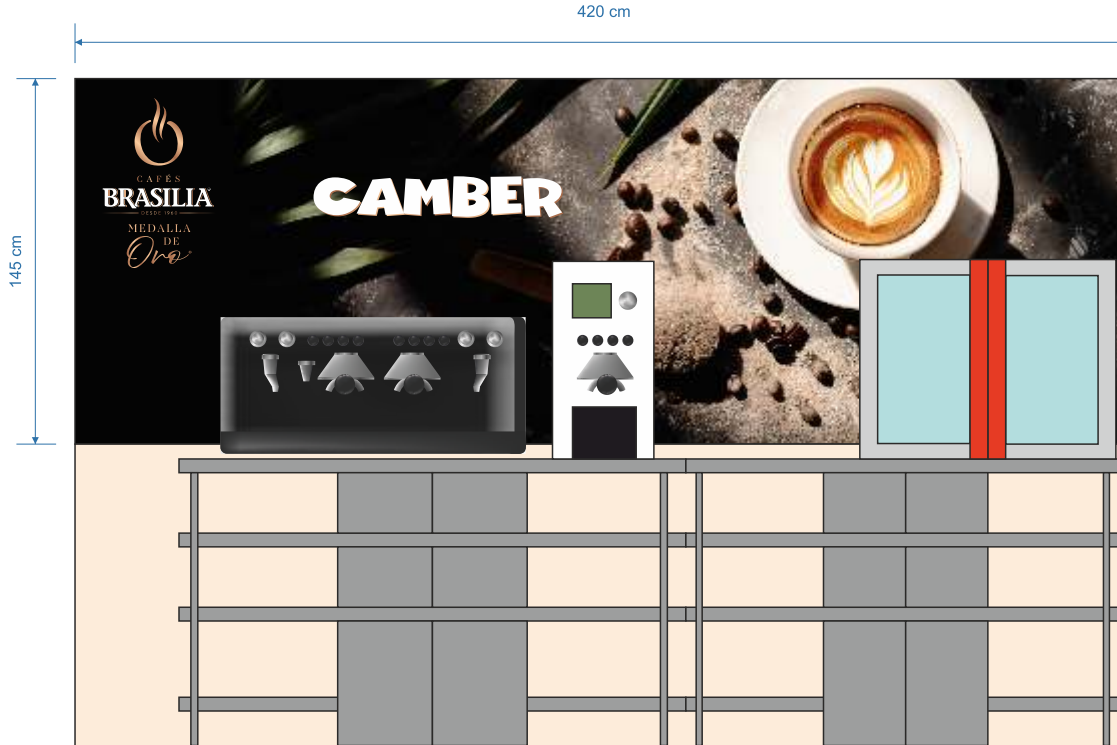 420 cm
145 cm
CAFÉS
BRASILIA
DESDE 1960
MEDALLA
DE
Oro
CAMBER